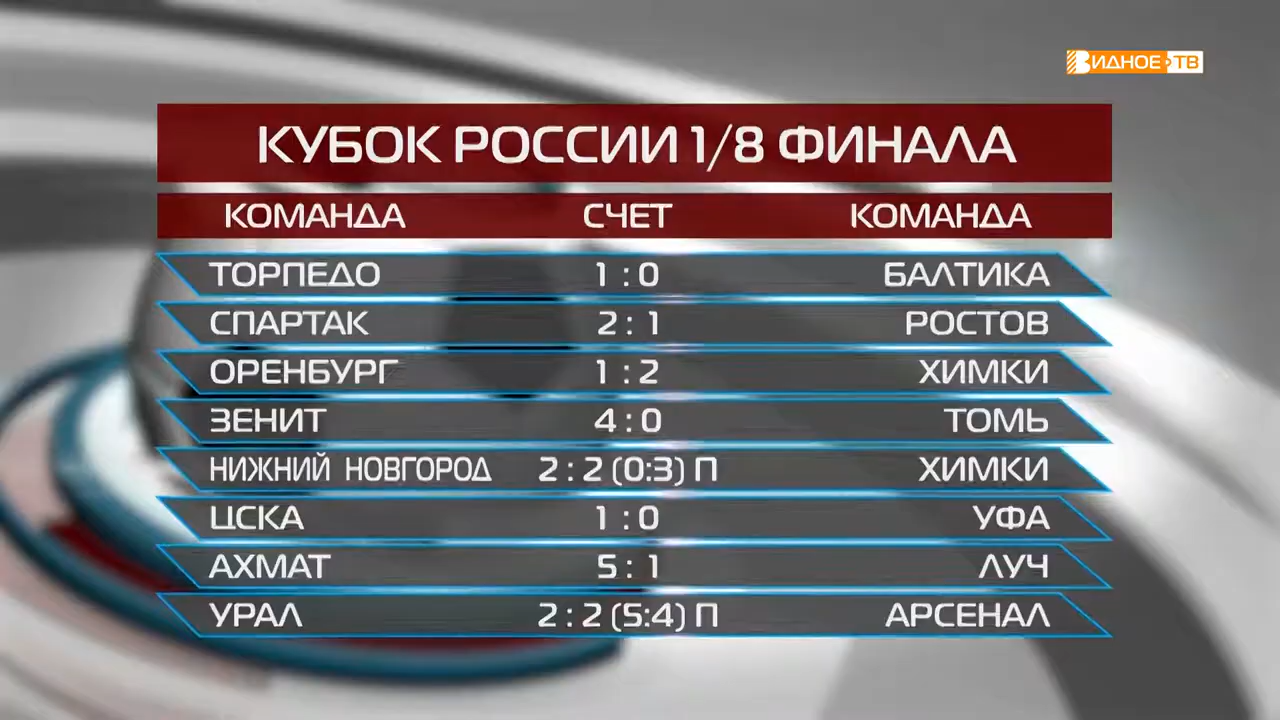 ВИДНОЕ ТВ
КУБОК РОССИИ 1/8 ФИНАЛА
КОМАНДА СЧЕТ КОМАНДА
ТОРПЕДО 1 : 0 БАЛТИКА
СПАРТАК 2 : 1 РОСТОВ
ОРЕНБУРГ 1 : 2 ХИМКИ
ЗЕНИТ 4 : 0 ТОМЬ
НИЖНИЙ НОВГОРОД 2 : 2 (0:3) П ХИМКИ
ЦСКА 1 : 0 УФА
АХМАТ 5 : 1 ЛУЧ
УРАЛ 2 : 2 (5:4) П АРСЕНАЛ